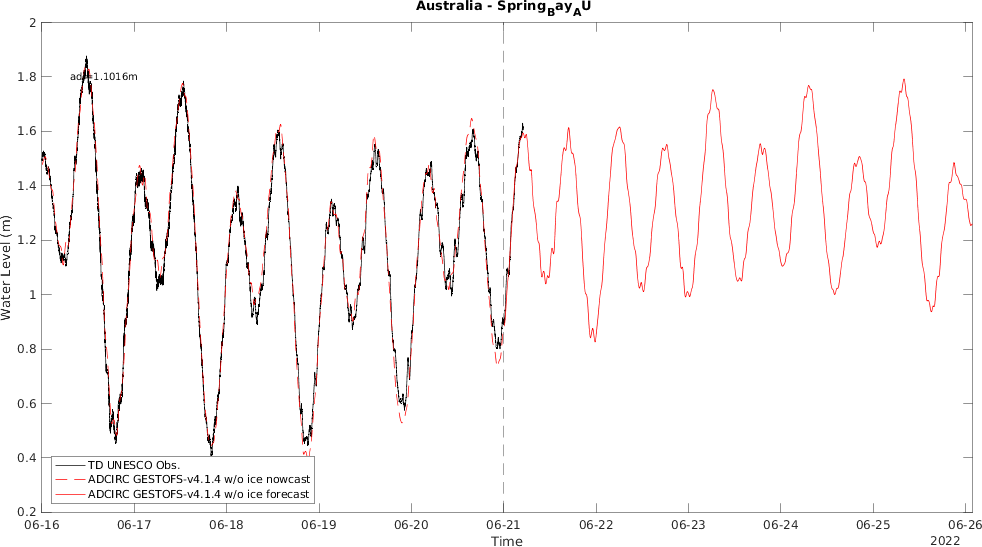 Australia - SpringBayAU
2
1.8
1.6
1.4
1.2
1
0.8
0.6
0.4
0.2
Water Level (m)
adj=1.1016m
TD UNESCO Obs.
ADCIRC GESTOFS-v4.1.4 w/o ice nowcast
ADCIRC GESTOFS-v4.1.4 w/o ice forecast
06-16 06-17 06-18 06-19 06-20 06-21 06-22 06-23 06-24 06-25 06-26
Time
2022